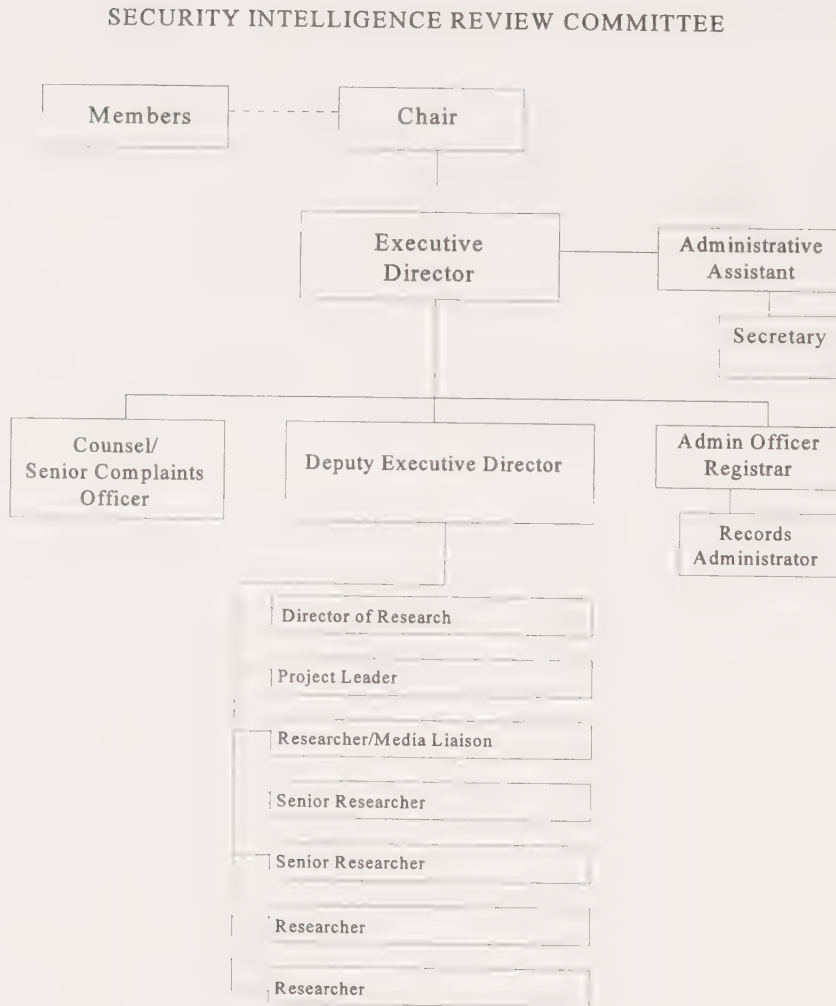 SECURITY INTELLIGENCE REVIEW COMMITTEE
Members
Chair
Executive
Director
Administrative
Assistant
Secretary
Counsel/
Senior Complaints
Officer
Deputy Executive Director
Admin Officer
Registrar
Records
Administrator
Director of Research
Project Leader
Researcher/Media Liaison
Senior Researcher
Senior Researcher
Researcher
Researcher